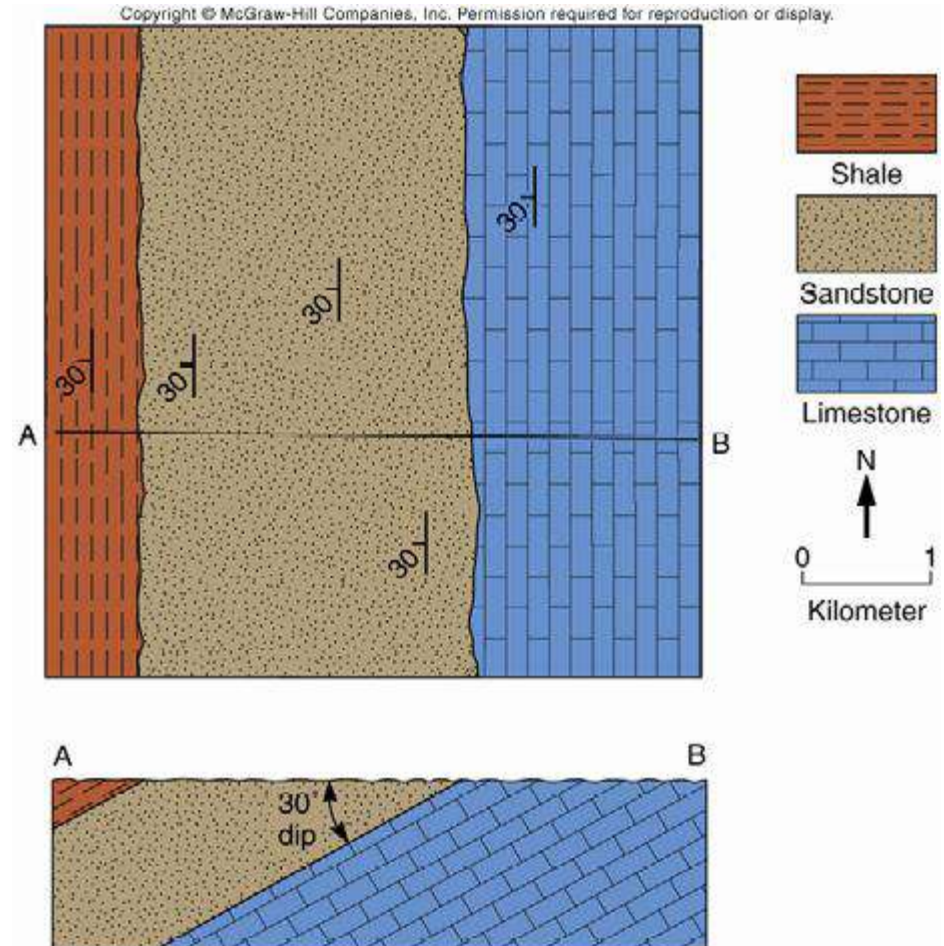 Copyright © McGraw-Hill Companies, Inc. Permission required for reproduction or display.
30
30
30
30
30
A
B
Shale
Sandstone
Limestone
N
0 1
Kilometer
A B
30°
dip